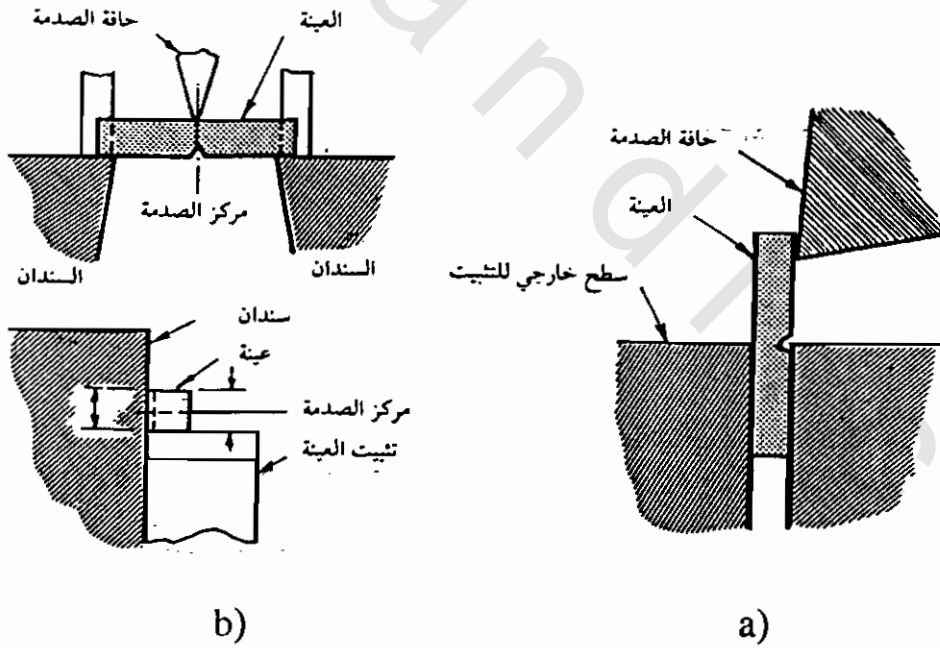 حافة الصدمة
العينة
مركز الصدمة
السندان
السندان
سندان
عينة
مركز الصدمة
تثبيت العينة
b)
حافة الصدمة
العينة
سطح خارجي للتثبيت
a)